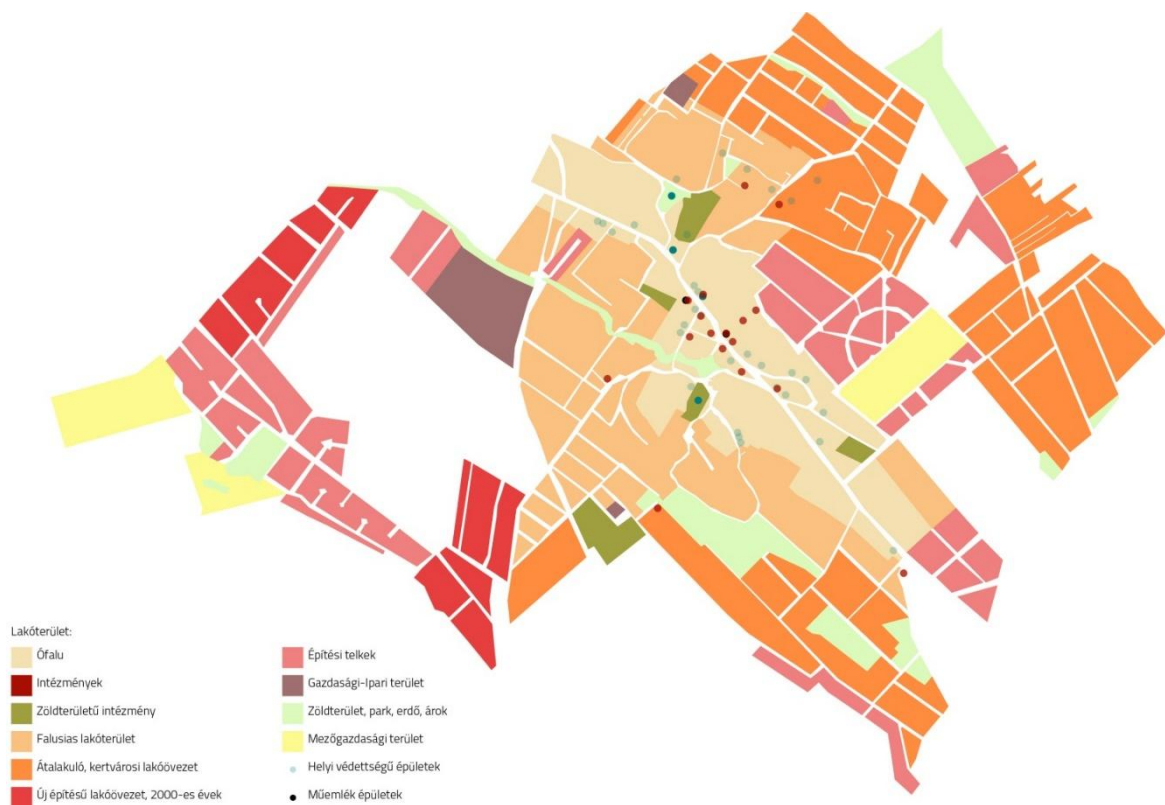 Lakóterület:
Ófalu
Intézmények
Zöldterületű intézmény
Falusias lakóterület
Átalakuló, kertvárosi lakóövezet
Új építésű lakóövezet, 2000-es évek
Építési telkek
Gazdasági-Ipari terület
Zöldterület, park, erdő, árok
Mezőgazdasági terület
Helyi védettségű épületek
Műemlék épületek